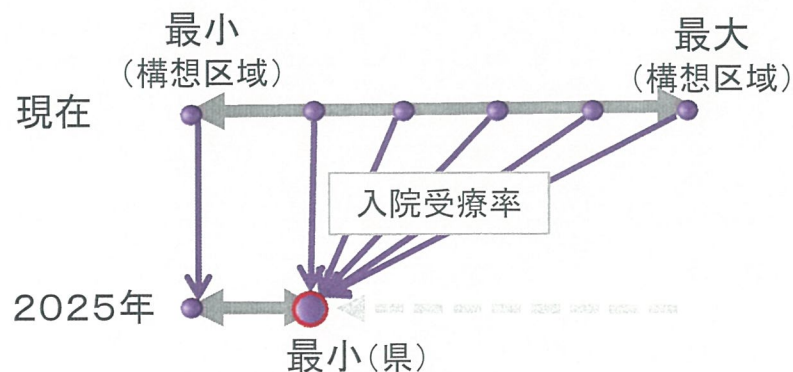 最小
(構想区域)
最大
(構想区域)
現在
入院受療率
2025年
最小(県)